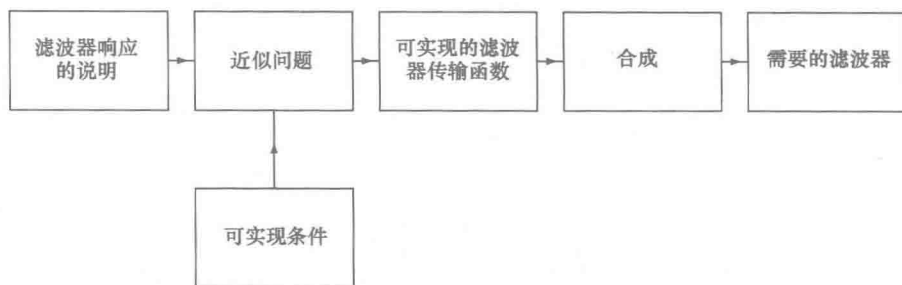 滤波器响应
的说明
近似问题
可实现的滤波
器传输函数
合成
需要的滤波器
可实现条件